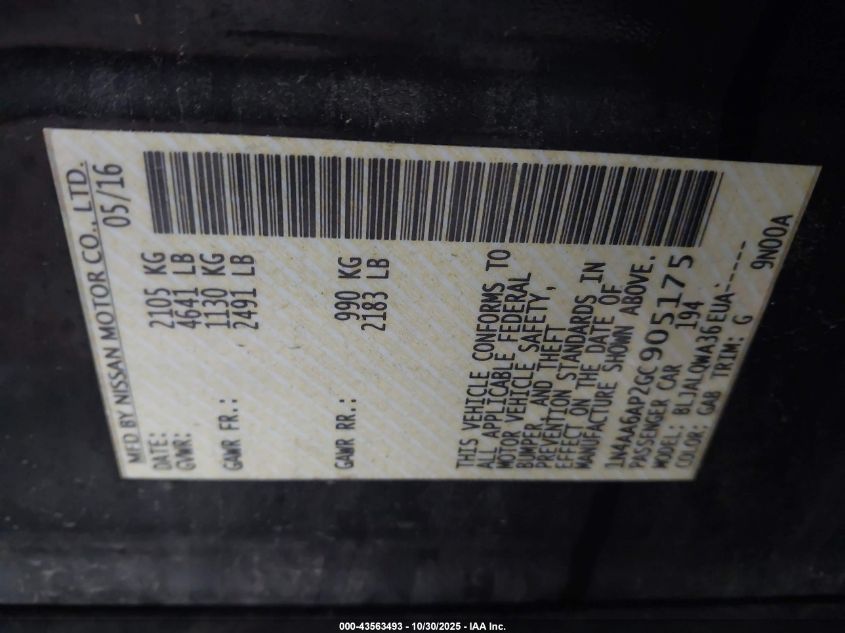 MFD BY NISSAN MOTOR CO., LTD.
DATE: 05/16
GVWR: 2105 KG
4641 LB
GAWR FR.: 1130 KG
2491 LB
GAWR RR.: 990 KG
2183 LB
THIS VEHICLE CONFORMS TO
ALL APPLICABLE FEDERAL
MOTOR VEHICLE SAFETY,
BUMPER, AND THEFT
PREVENTION STANDARDS IN
EFFECT ON THE DATE OF
MANUFACTURE SHOWN ABOVE.
1N4AA6AP2GC905175
PASSENGER CAR 194
MODEL: BLJALQWA36EUA-----
COLOR: GAB TRIM: G 9N00A
000-43563493 - 10/30/2025 - IAA Inc.